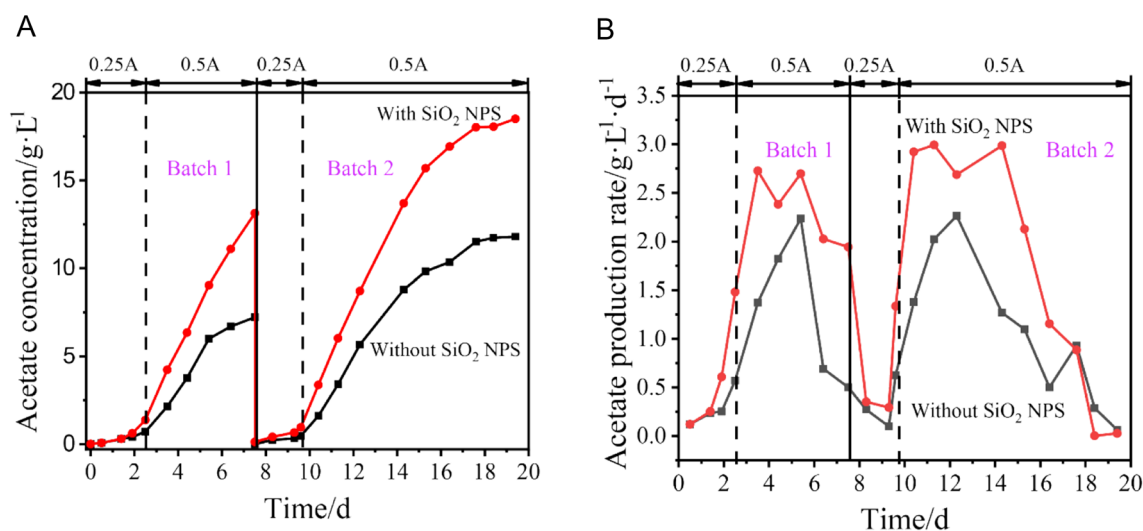 A
0.25A 0.5A 0.25A 0.5A
Acetate concentration/g·L⁻¹
20
15
10
5
0
With SiO₂ NPS
Batch 1 Batch 2
Without SiO₂ NPS
0 2 4 6 8 10 12 14 16 18 20
Time/d
B
0.25A 0.5A 0.25A 0.5A
Acetate production rate/g·L⁻¹·d⁻¹
3.5
3.0
2.5
2.0
1.5
1.0
0.5
0.0
With SiO₂ NPS
Batch 1 Batch 2
Without SiO₂ NPS
0 2 4 6 8 10 12 14 16 18 20
Time/d